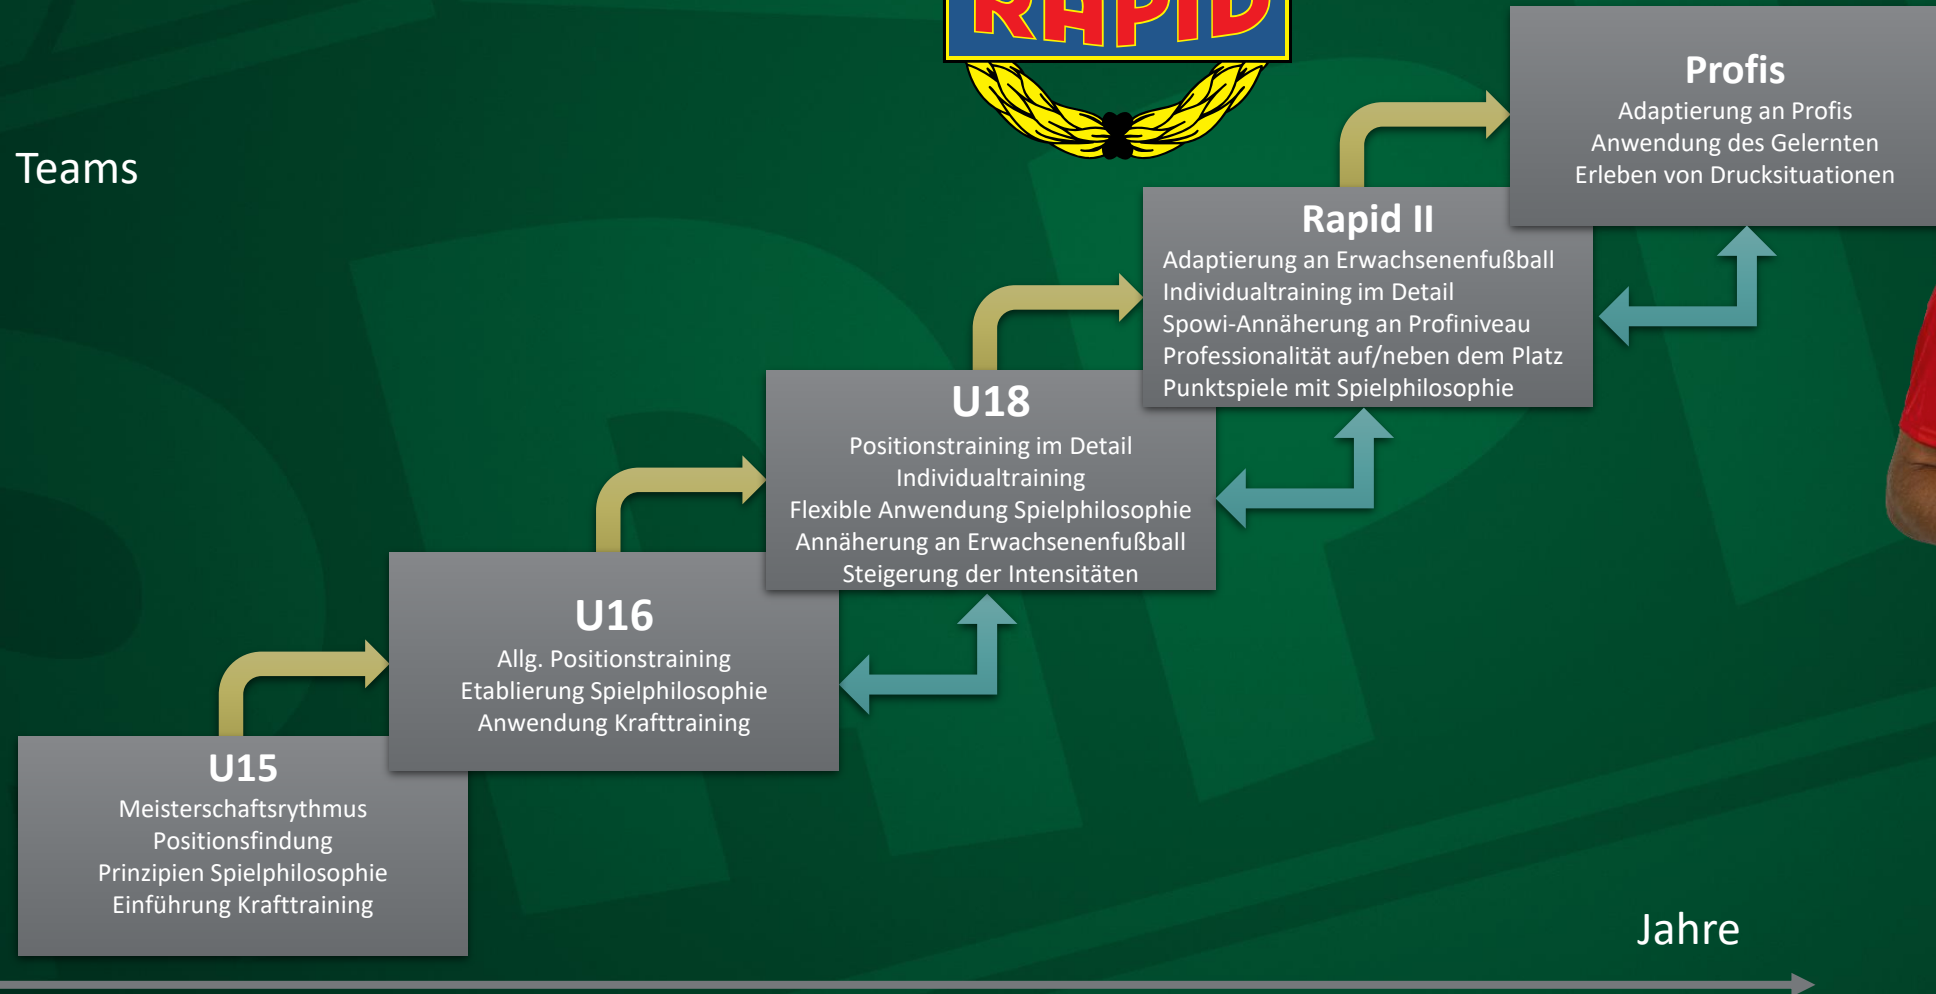 RAPID
Teams
Profis
Adaptierung an Profis
Anwendung des Gelernten
Erleben von Drucksituationen
Rapid II
Adaptierung an Erwachsenenfußball
Individualtraining im Detail
Spowi-Annäherung an Profiniveau
Professionalität auf/neben dem Platz
Punktspiele mit Spielphilosophie
U18
Positionstraining im Detail
Individualtraining
Flexible Anwendung Spielphilosophie
Annäherung an Erwachsenenfußball
Steigerung der Intensitäten
U16
Allg. Positionstraining
Etablierung Spielphilosophie
Anwendung Krafttraining
U15
Meisterschaftsrythmus
Positionsfindung
Prinzipien Spielphilosophie
Einführung Krafttraining
Jahre